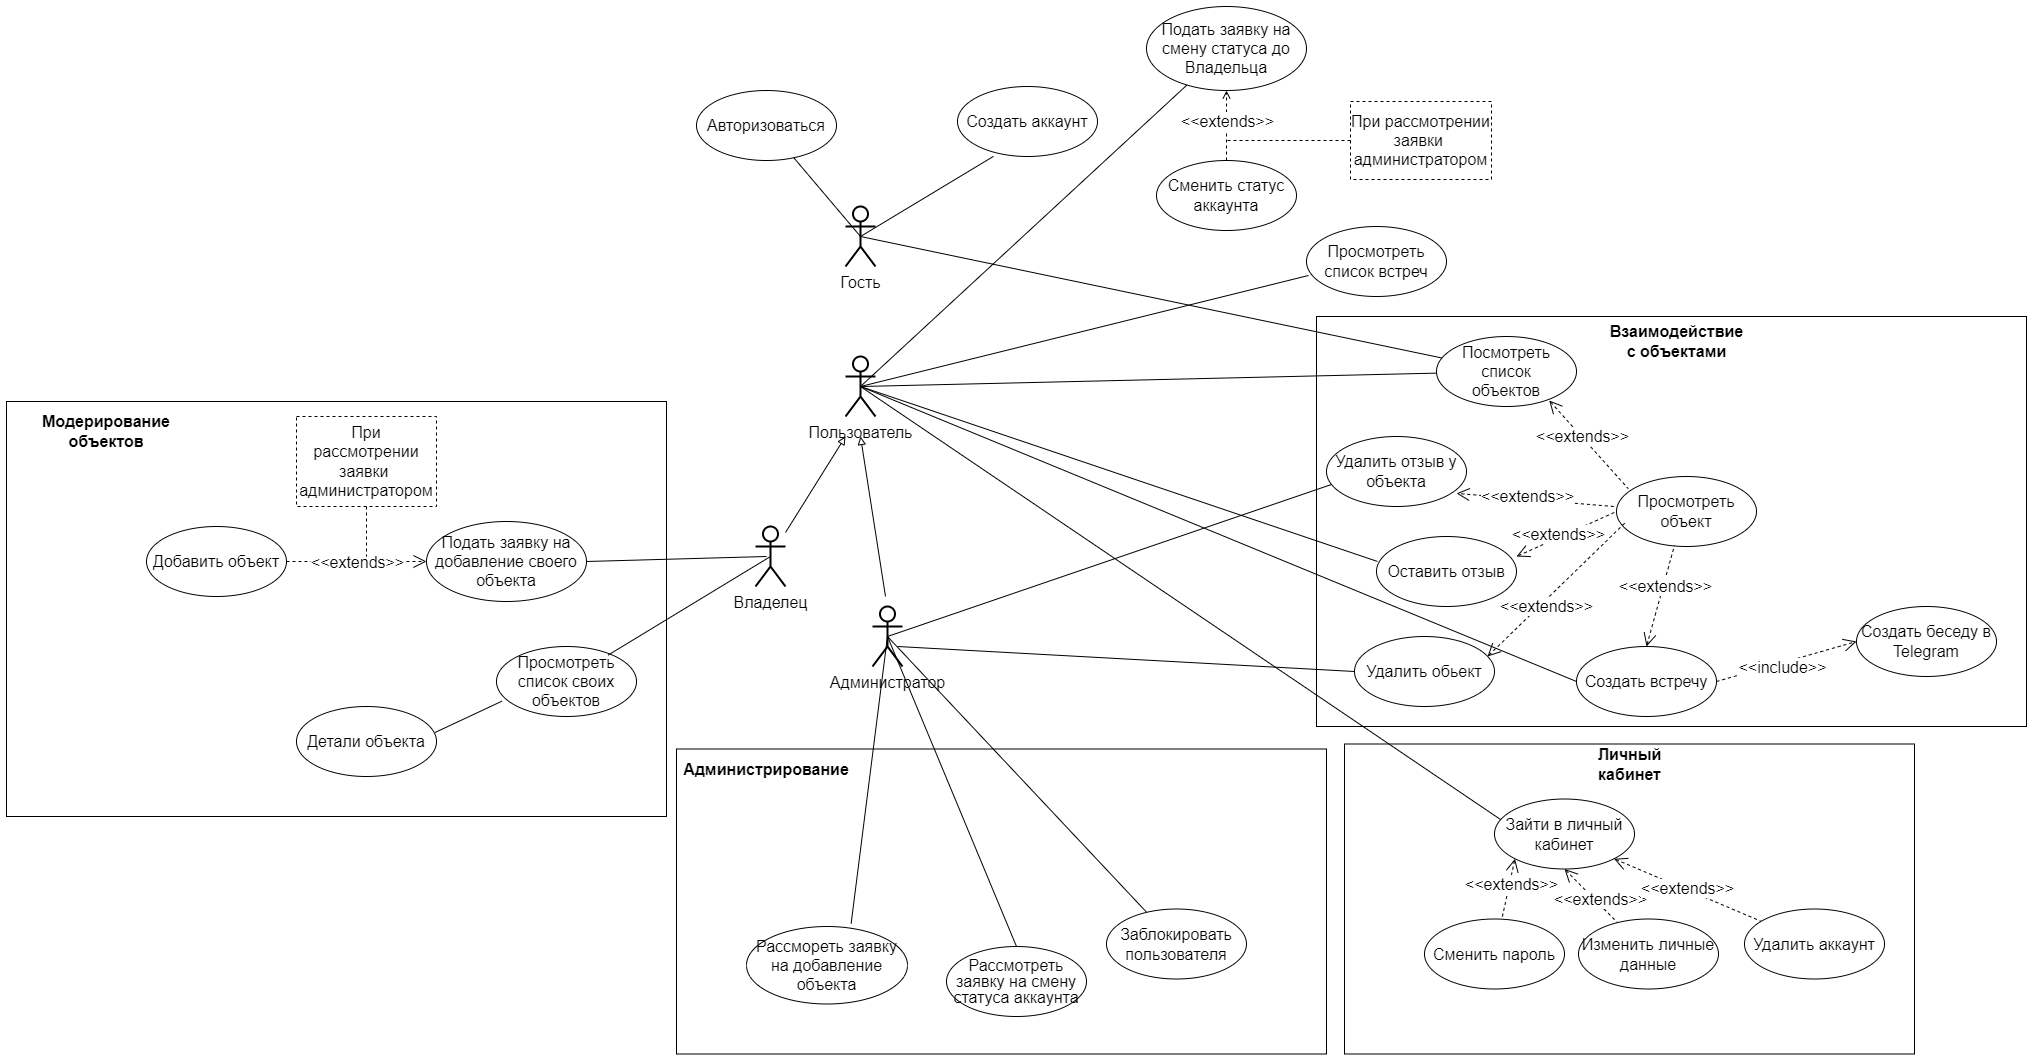 Подать заявку на
смену статуса до
Владельца
Авторизоваться
Создать аккаунт
<<extends>>
При рассмотрении
заявки
администратором
Сменить статус
аккаунта
Гость
Просмотреть
список встреч
Взаимодействие
с объектами
Посмотреть
список
объектов
Пользователь
<<extends>>
Модерирование
объектов
При
рассмотрении
заявки
администратором
Удалить отзыв у
объекта
<<extends>>
Просмотреть
объект
<<extends>>
Добавить объект
<<extends>>
Подать заявку на
добавление своего
объекта
Владелец
Оставить отзыв
<<extends>>
<<extends>>
Создать беседу в
Telegram
<<include>>
Просмотреть
список своих
объектов
Администратор
Удалить обьект
Создать встречу
Детали объекта
Администрирование
Личный
кабинет
Зайти в личный
кабинет
<<extends>>
<<extends>>
<<extends>>
Рассмореть заявку
на добавление
объекта
Рассмотреть
заявку на смену
статуса аккаунта
Заблокировать
пользователя
Сменить пароль
Изменить личные
данные
Удалить аккаунт